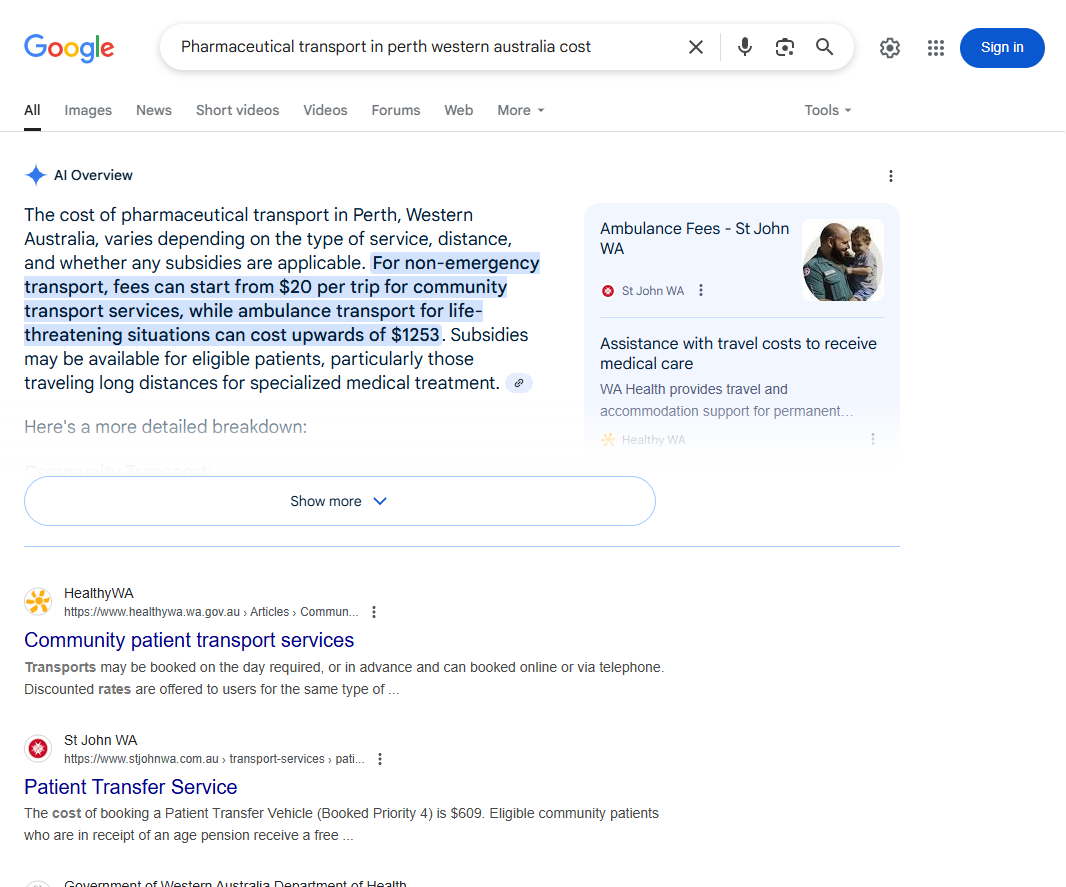 Google
Pharmaceutical transport in perth western australia cost
Sign in
All
Images
News
Short videos
Videos
Forums
Web
More
Tools
AI Overview
The cost of pharmaceutical transport in Perth, Western
Australia, varies depending on the type of service, distance,
and whether any subsidies are applicable. For non-emergency
transport, fees can start from $20 per trip for community
transport services, while ambulance transport for life-
threatening situations can cost upwards of $1253. Subsidies
may be available for eligible patients, particularly those
traveling long distances for specialized medical treatment.
Here's a more detailed breakdown:
Community Transport:
Ambulance Fees - St John
WA
St John WA
Assistance with travel costs to receive
medical care
WA Health provides travel and
accommodation support for permanent…
Healthy WA
Show more
HealthyWA
https://www.healthywa.wa.gov.au › Articles › Commun...
Community patient transport services
Transports may be booked on the day required, or in advance and can booked online or via telephone.
Discounted rates are offered to users for the same type of ...
St John WA
https://www.stjohnwa.com.au › transport-services › pati...
Patient Transfer Service
The cost of booking a Patient Transfer Vehicle (Booked Priority 4) is $609. Eligible community patients
who are in receipt of an age pension receive a free ...
Government of Western Australia Department of Health